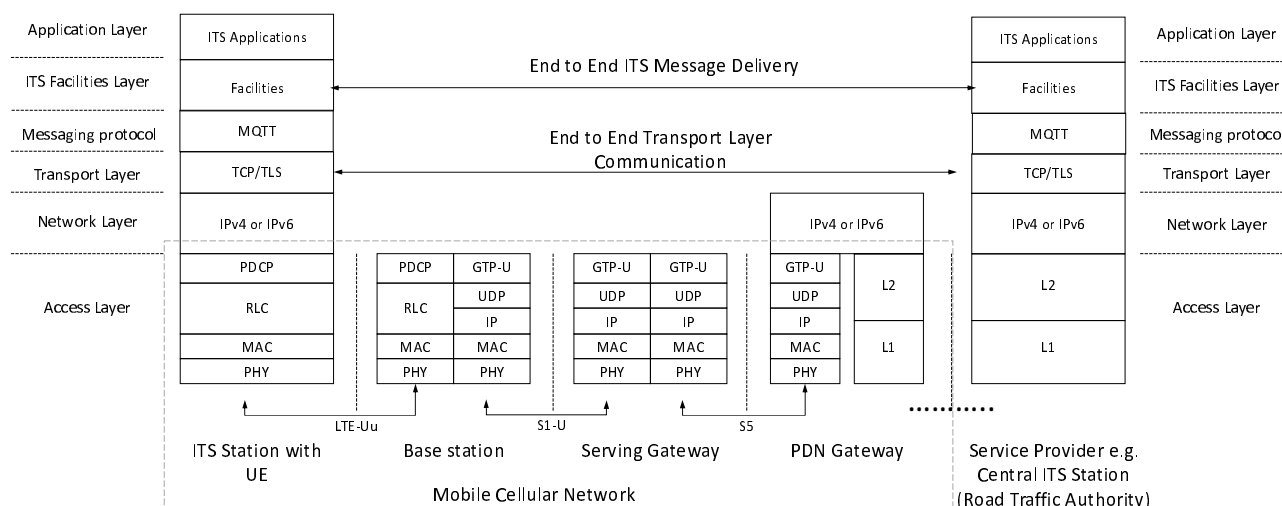 Application Layer
ITS Applications
ITS Applications
Application Layer
End to End ITS Message Delivery
ITS Facilities Layer
Facilities
Facilities
ITS Facilities Layer
Messaging protocol
MQTT
End to End Transport Layer
Communication
MQTT
Messaging protocol
Transport Layer
TCP/TLS
TCP/TLS
Transport Layer
Network Layer
IPv4 or IPv6
IPv4 or IPv6
IPv4 or IPv6
Network Layer
Access Layer
PDCP
RLC
MAC
PHY
PDCP
RLC
MAC
PHY
GTP-U
UDP
IP
MAC
PHY
GTP-U
UDP
IP
MAC
PHY
GTP-U
UDP
IP
MAC
PHY
GTP-U
UDP
IP
MAC
PHY
L2
L1
L2
L1
Access Layer
LTE-Uu
S1-U
S5
ITS Station with
UE
Base station
Serving Gateway
PDN Gateway
Service Provider e.g.
Central ITS Station
(Road Traffic Authority)
Mobile Cellular Network